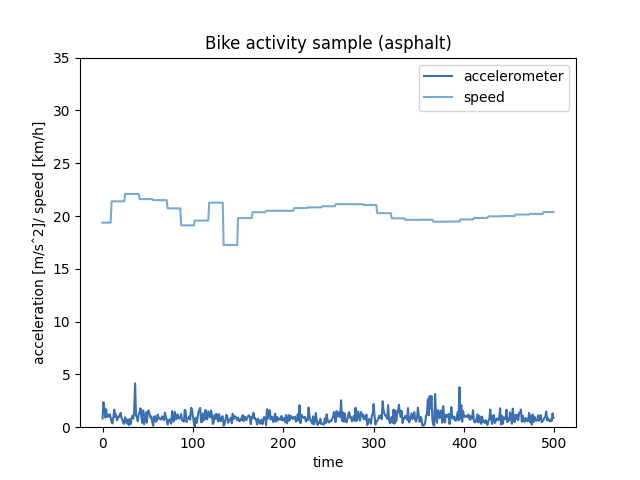 Bike activity sample (asphalt)
accelerometer
speed
35
30
25
20
15
10
5
0
acceleration [m/s^2]/ speed [km/h]
0 100 200 300 400 500
time